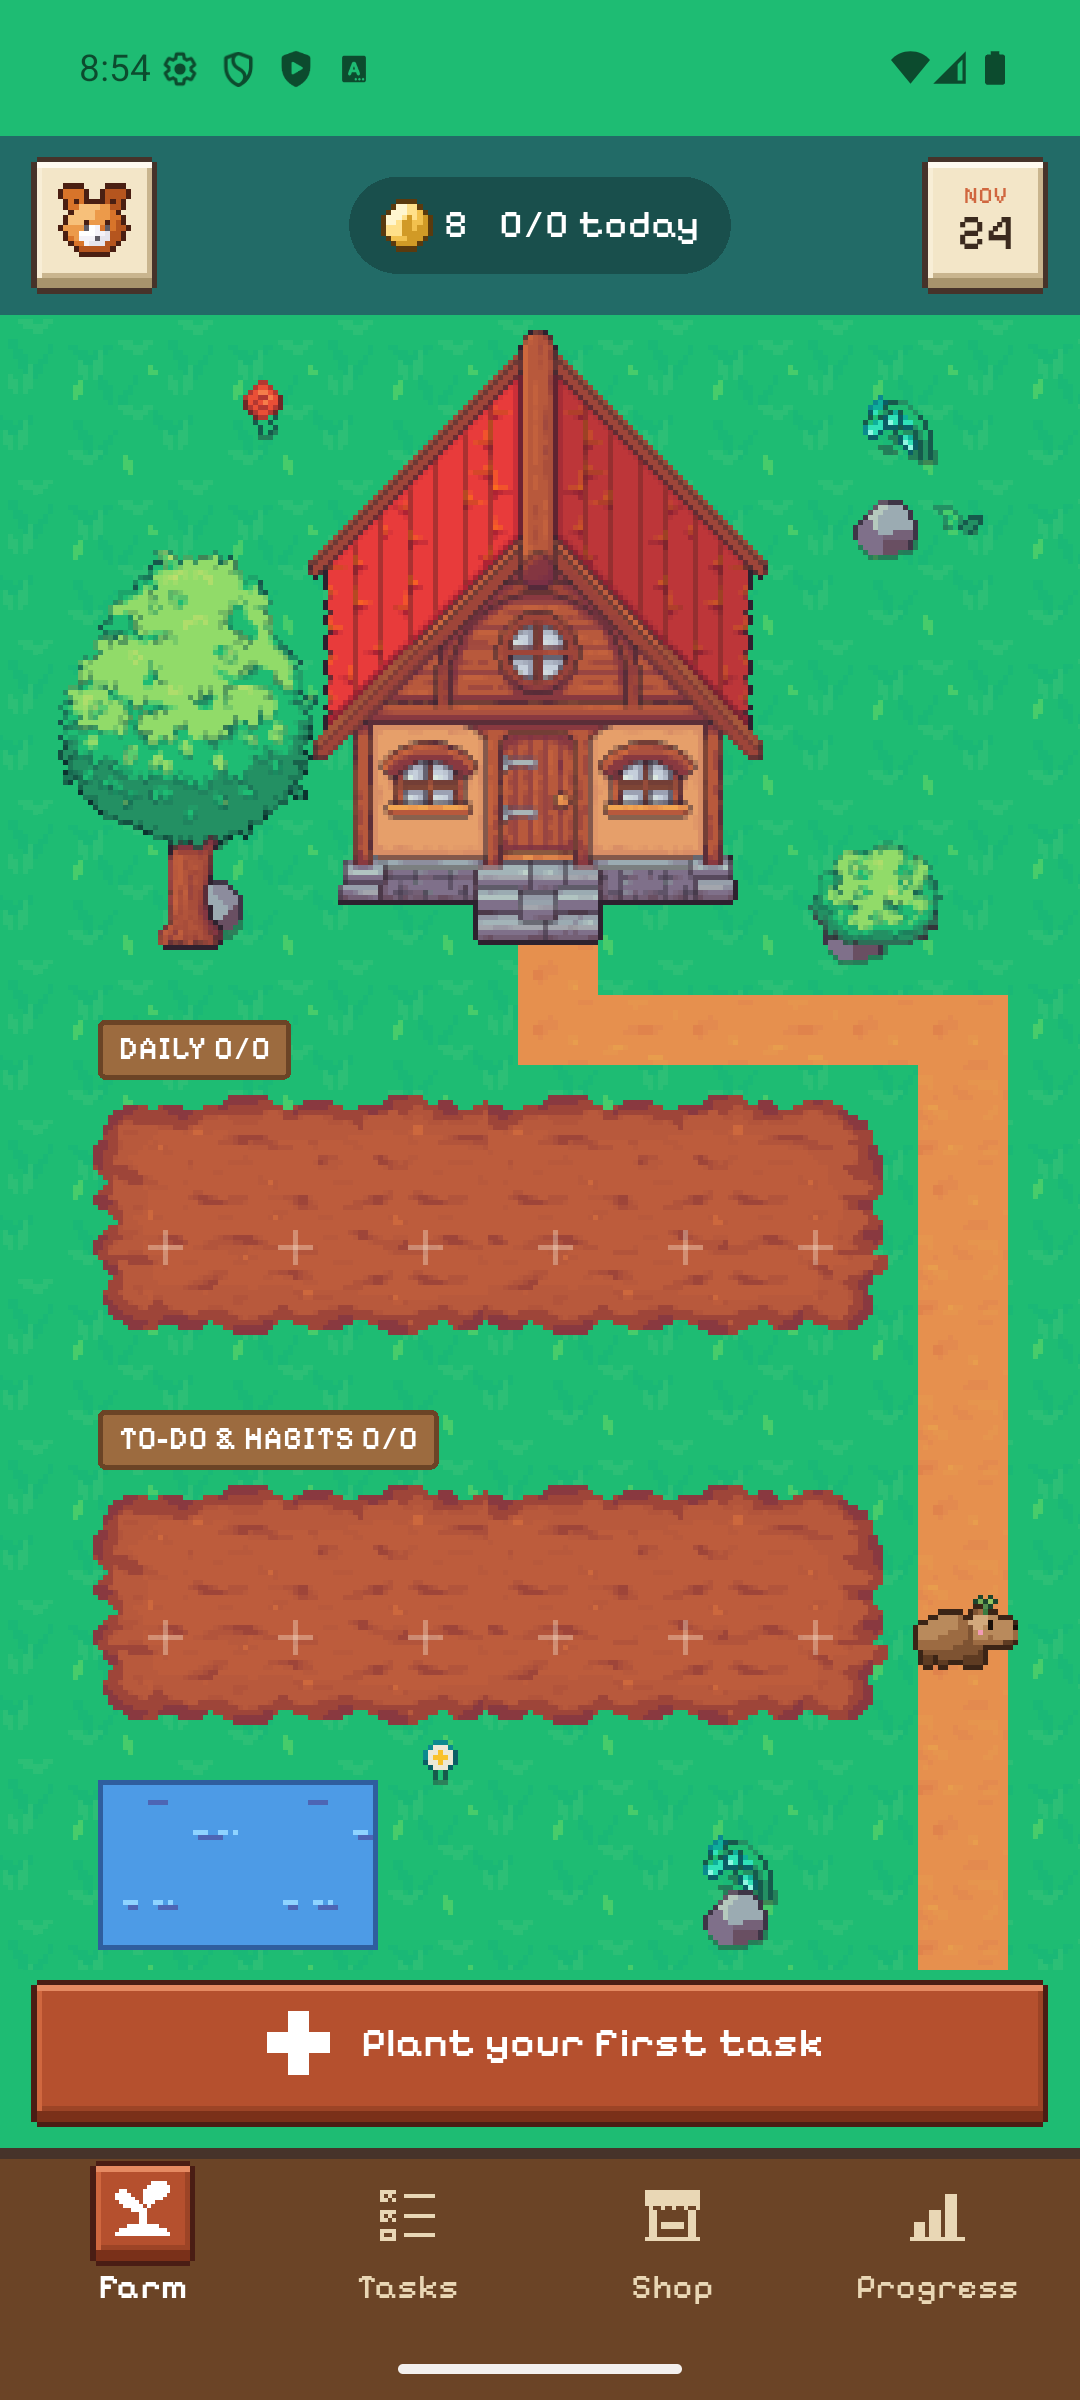 8:54
8 0/0 today
NOV
24
DAILY 0/0
TO-DO & HABITS 0/0
Plant your first task
Farm
Tasks
Shop
Progress